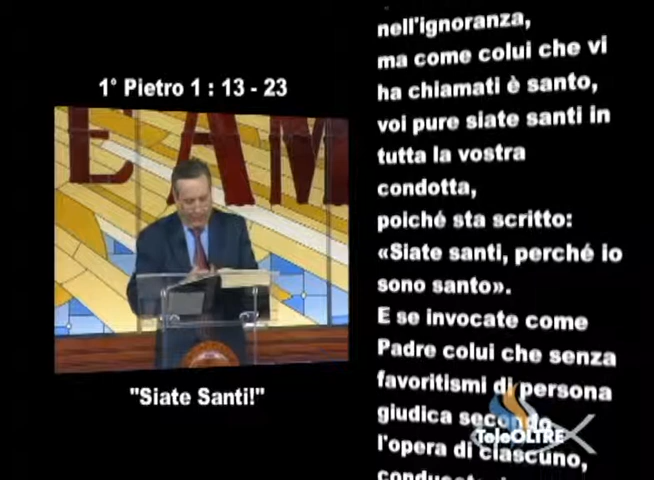 1° Pietro 1 : 13 - 23
EAM
"Siate Santi!"
nell'ignoranza,
ma come colui che vi
ha chiamati è santo,
voi pure siate santi in
tutta la vostra
condotta,
poiché sta scritto:
«Siate santi, perché io
sono santo».
E se invocate come
Padre colui che senza
favoritismi di persona
giudica secondo
l'opera di ciascuno,
TeleOLTRE